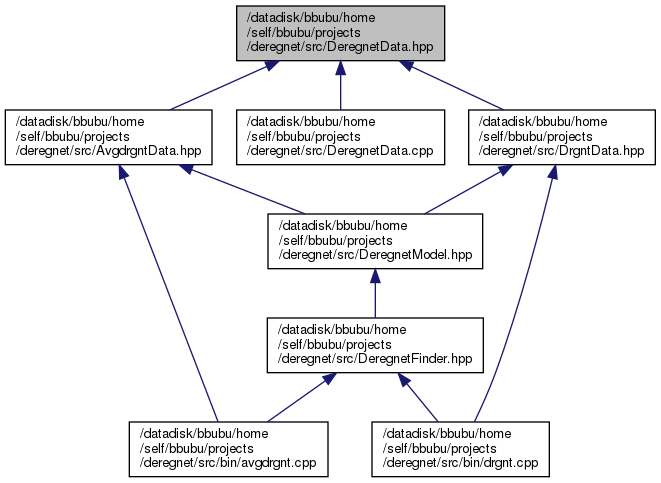 /datadisk/bbubu/home
/self/bbubu/projects
/deregnet/src/DeregnetData.hpp
/datadisk/bbubu/home
/self/bbubu/projects
/deregnet/src/AvgdrgntData.hpp
/datadisk/bbubu/home
/self/bbubu/projects
/deregnet/src/DeregnetData.cpp
/datadisk/bbubu/home
/self/bbubu/projects
/deregnet/src/DrgntData.hpp
/datadisk/bbubu/home
/self/bbubu/projects
/deregnet/src/DeregnetModel.hpp
/datadisk/bbubu/home
/self/bbubu/projects
/deregnet/src/DeregnetFinder.hpp
/datadisk/bbubu/home
/self/bbubu/projects
/deregnet/src/bin/avgdrgnt.cpp
/datadisk/bbubu/home
/self/bbubu/projects
/deregnet/src/bin/drgnt.cpp